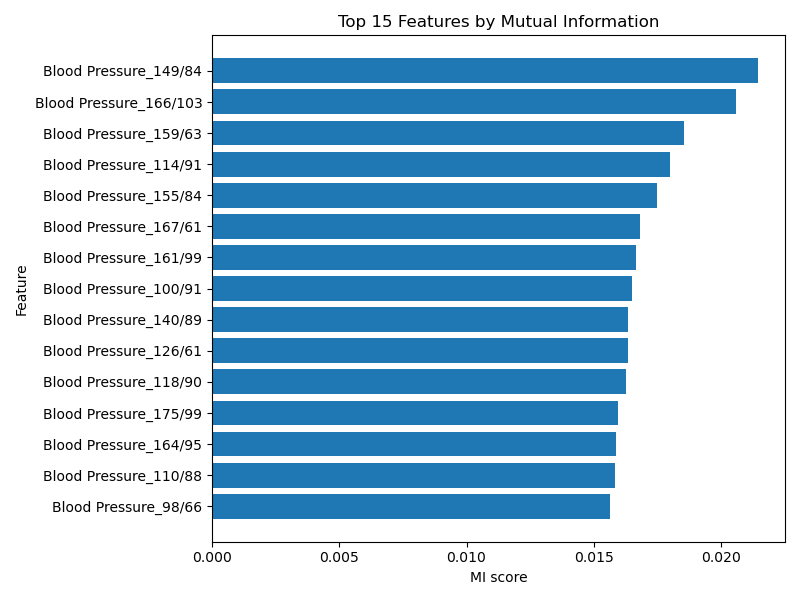 Top 15 Features by Mutual Information
Feature
Blood Pressure_149/84
Blood Pressure_166/103
Blood Pressure_159/63
Blood Pressure_114/91
Blood Pressure_155/84
Blood Pressure_167/61
Blood Pressure_161/99
Blood Pressure_100/91
Blood Pressure_140/89
Blood Pressure_126/61
Blood Pressure_118/90
Blood Pressure_175/99
Blood Pressure_164/95
Blood Pressure_110/88
Blood Pressure_98/66
0.000 0.005 0.010 0.015 0.020
MI score